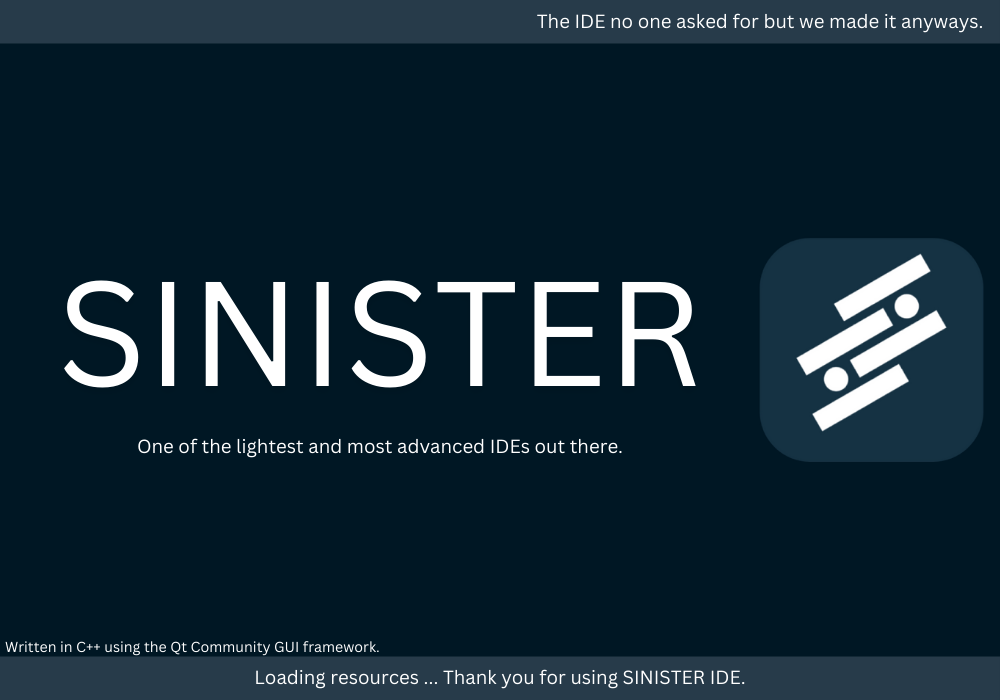 The IDE no one asked for but we made it anyways.
SINISTER
One of the lightest and most advanced IDEs out there.
Written in C++ using the Qt Community GUI framework.
Loading resources ... Thank you for using SINISTER IDE.